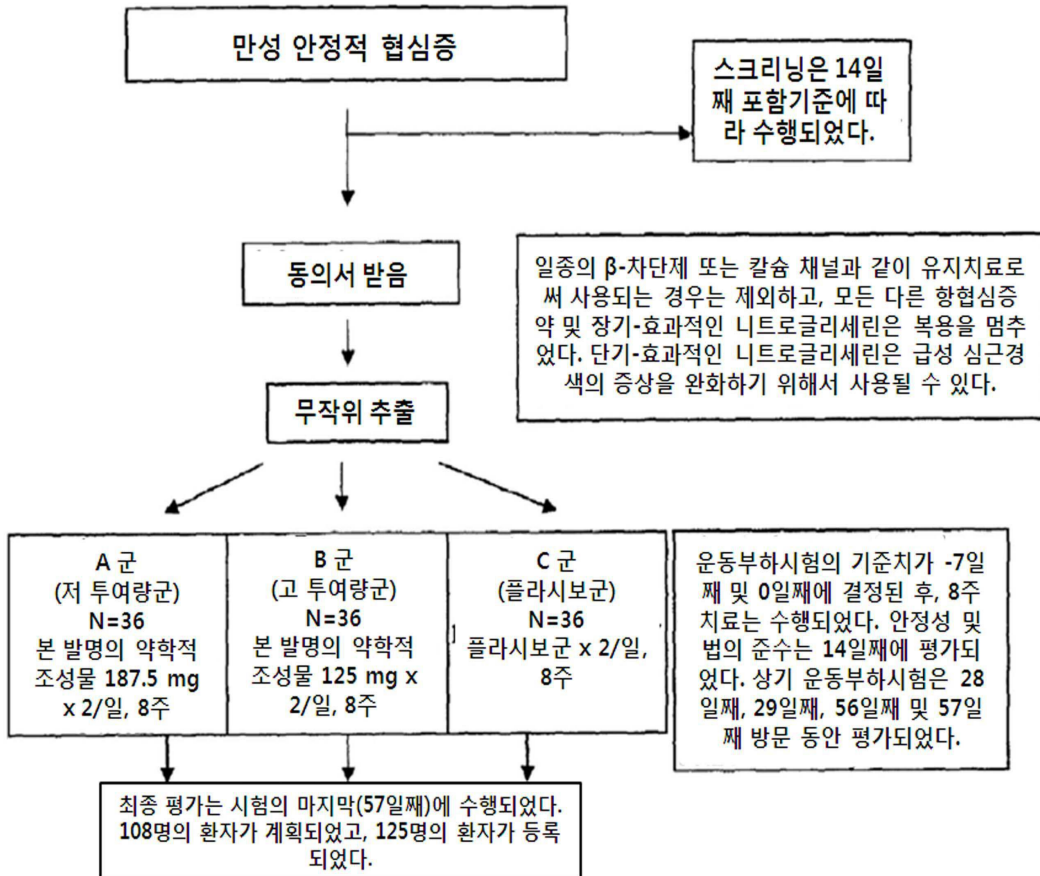 만성 안정적 협심증
스크리닝은 14일
째 포함기준에 따
라 수행되었다.
동의서 받음
일종의 β-차단제 또는 칼슘 채널과 같이 유지치료로
써 사용되는 경우는 제외하고, 모든 다른 항협심증
약 및 장기-효과적인 니트로글리세린은 복용을 멈추
었다. 단기-효과적인 니트로글리세린은 급성 심근경
색의 증상을 완화하기 위해서 사용될 수 있다.
무작위 추출
A 군
(저 투여량군)
N=36
본 발명의 약학적
조성물 187.5 mg
x 2/일, 8주
B 군
(고 투여량군)
N=36
본 발명의 약학적
조성물 125 mg x
2/일, 8주
C 군
(플라시보군)
N=36
플라시보군 x 2/일,
8주
운동부하시험의 기준치가 -7일
째 및 0일째에 결정된 후, 8주
치료는 수행되었다. 안정성 및
법의 준수는 14일째에 평가되
었다. 상기 운동부하시험은 28
일째, 29일째, 56일째 및 57일
째 방문 동안 평가되었다.
최종 평가는 시험의 마지막(57일째)에 수행되었다.
108명의 환자가 계획되었고, 125명의 환자가 등록
되었다.